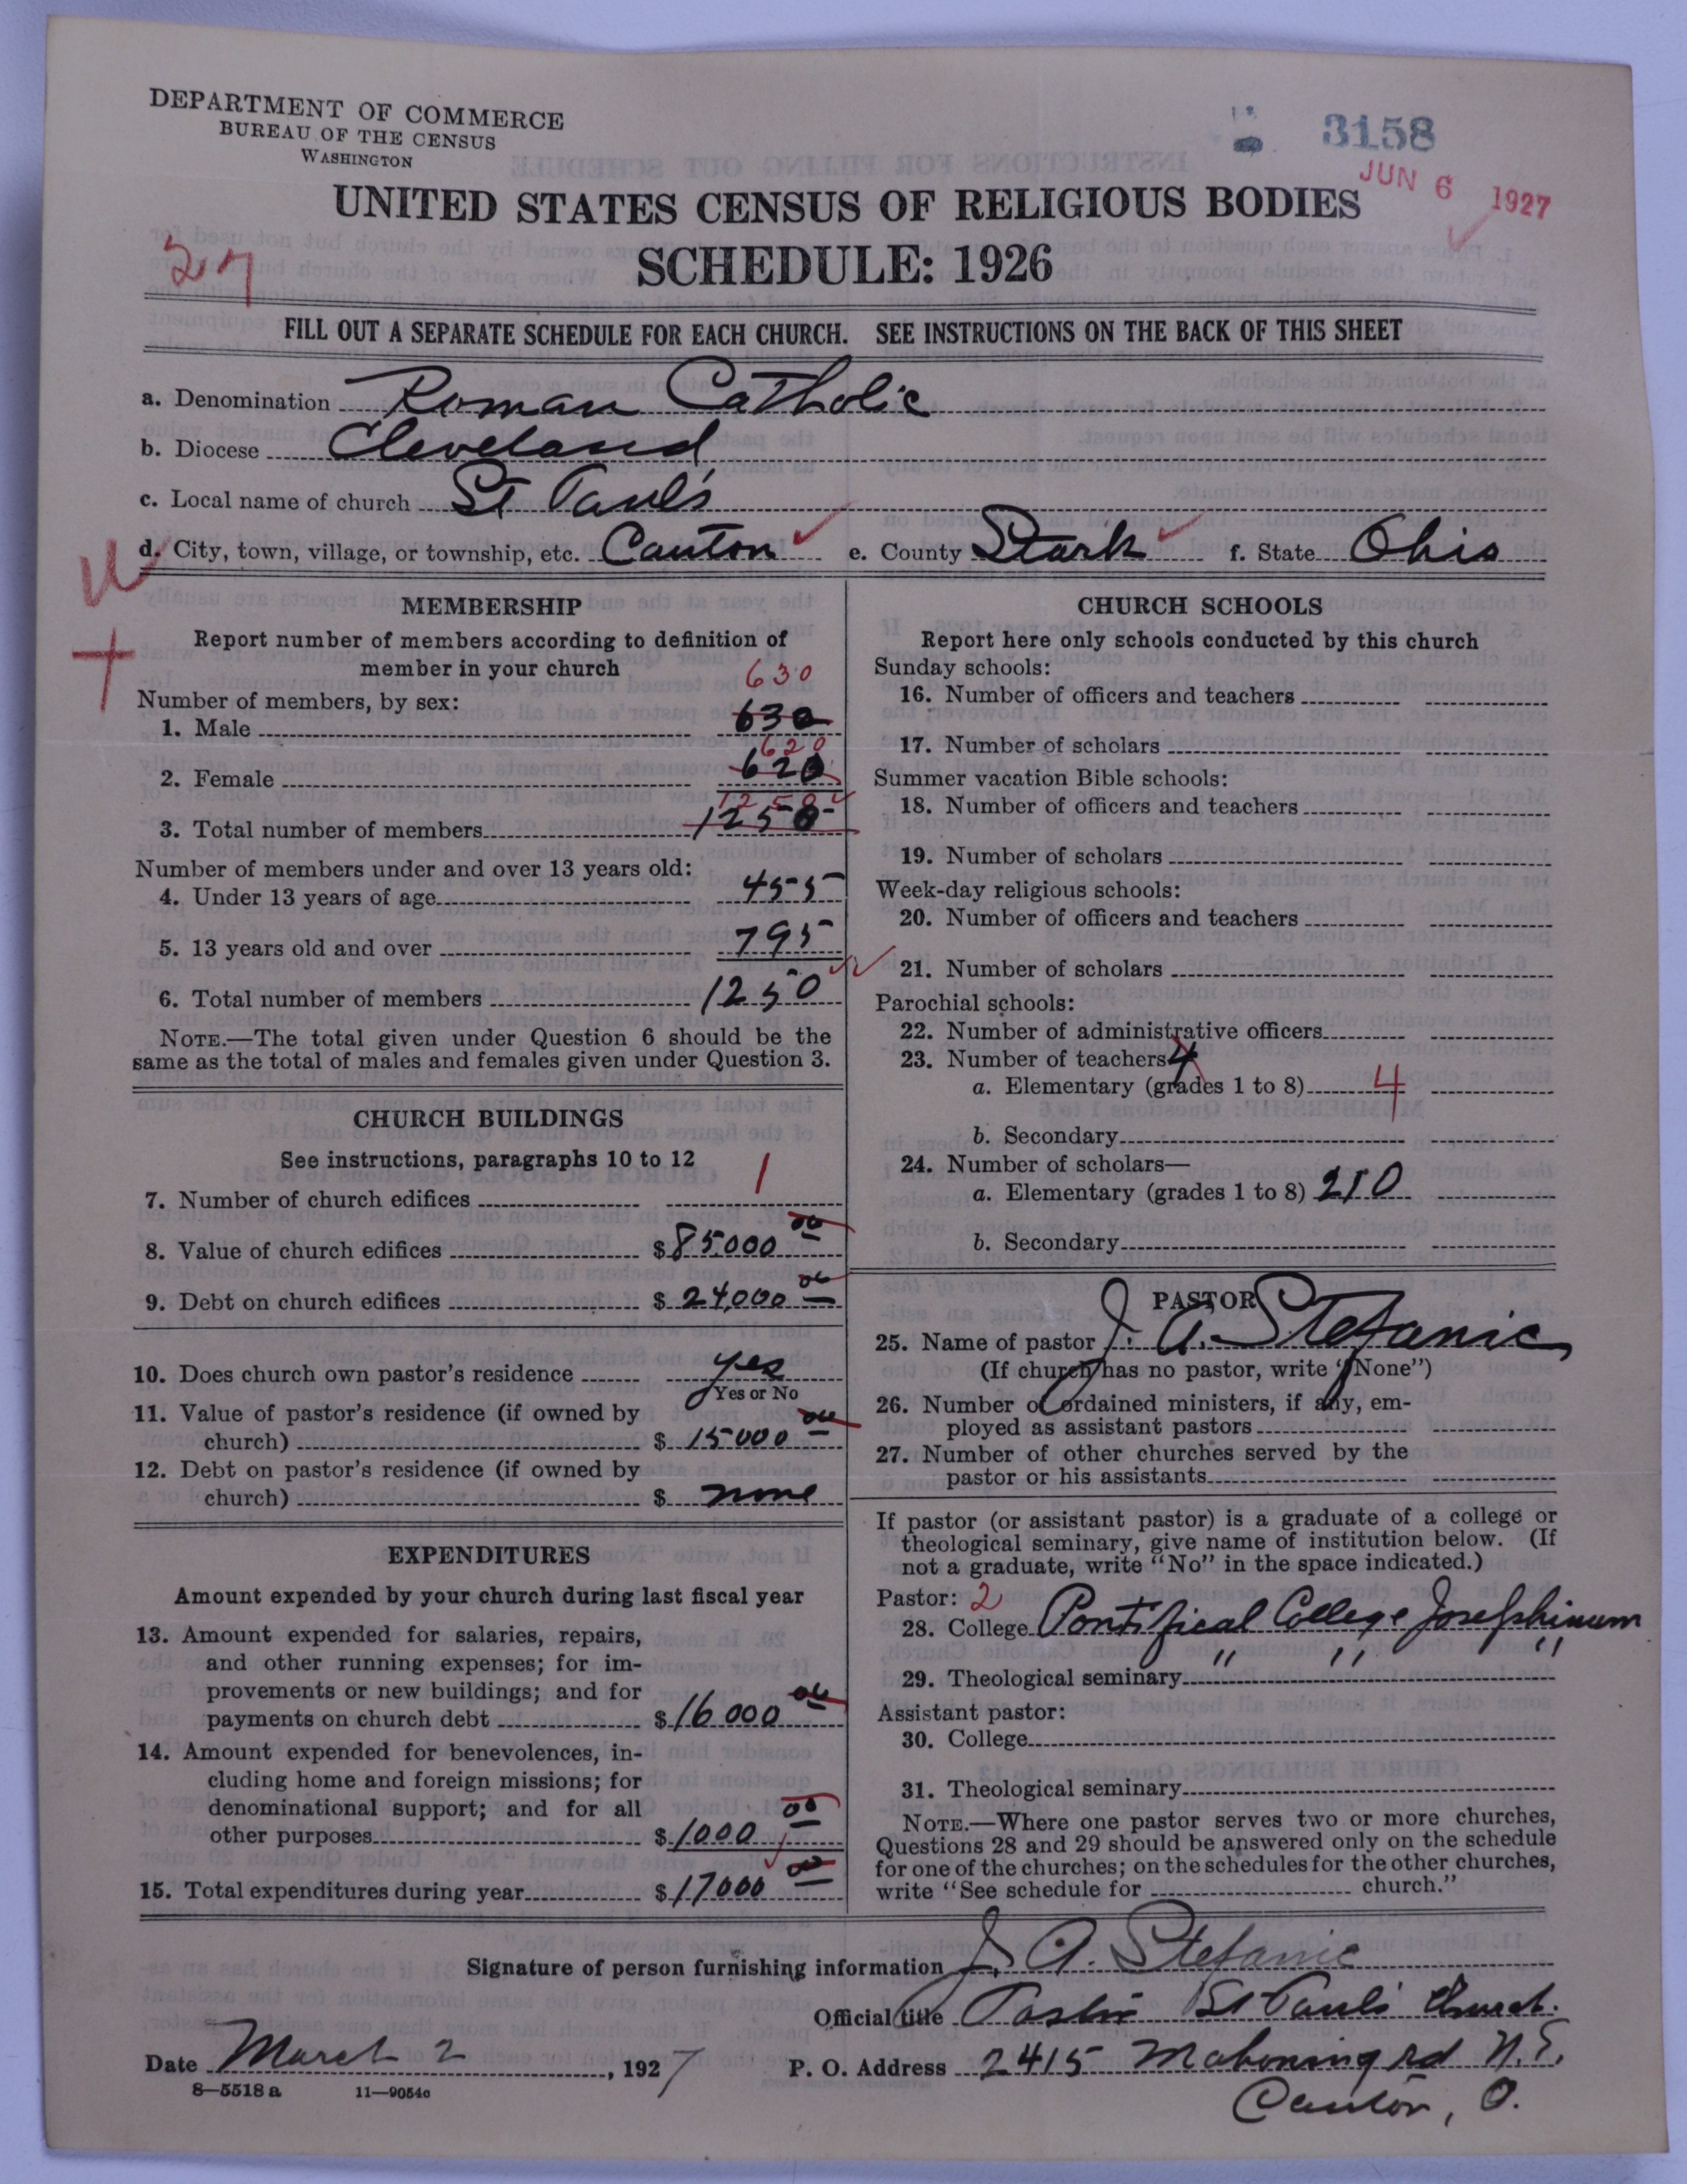 DEPARTMENT OF COMMERCE
BUREAU OF THE CENSUS
WASHINGTON
3158
JUN 6 1927
UNITED STATES CENSUS OF RELIGIOUS BODIES
SCHEDULE: 1926
27
FILL OUT A SEPARATE SCHEDULE FOR EACH CHURCH. SEE INSTRUCTIONS ON THE BACK OF THIS SHEET
a. Denomination Roman Catholic
b. Diocese Cleveland
c. Local name of church St Paul's
d. City, town, village, or township, etc. Canton e. County Stark f. State Ohio
MEMBERSHIP
Report number of members according to definition of
member in your church
630
Number of members, by sex:
1. Male 630
620
2. Female 620
1250
3. Total number of members 1250
Number of members under and over 13 years old:
4. Under 13 years of age 455
5. 13 years old and over 795
6. Total number of members 1250
NOTE.—The total given under Question 6 should be the
same as the total of males and females given under Question 3.
CHURCH BUILDINGS
See instructions, paragraphs 10 to 12
7. Number of church edifices 1
8. Value of church edifices $85000 00
9. Debt on church edifices $24,000 00
10. Does church own pastor's residence yes
Yes or No
11. Value of pastor's residence (if owned by
church) $15000 00
12. Debt on pastor's residence (if owned by
church) $ none
EXPENDITURES
Amount expended by your church during last fiscal year
13. Amount expended for salaries, repairs,
and other running expenses; for im-
provements or new buildings; and for
payments on church debt $16000 00
14. Amount expended for benevolences, in-
cluding home and foreign missions; for
denominational support; and for all
other purposes $1000 00
15. Total expenditures during year $17000 00
CHURCH SCHOOLS
Report here only schools conducted by this church
Sunday schools:
16. Number of officers and teachers
17. Number of scholars
Summer vacation Bible schools:
18. Number of officers and teachers
19. Number of scholars
Week-day religious schools:
20. Number of officers and teachers
21. Number of scholars
Parochial schools:
22. Number of administrative officers
23. Number of teachers 4
a. Elementary (grades 1 to 8) 4
b. Secondary
24. Number of scholars—
a. Elementary (grades 1 to 8) 210
b. Secondary
PASTOR
25. Name of pastor J. A. Stefanic
(If church has no pastor, write "None")
26. Number of ordained ministers, if any, em-
ployed as assistant pastors
27. Number of other churches served by the
pastor or his assistants
If pastor (or assistant pastor) is a graduate of a college or
theological seminary, give name of institution below. (If
not a graduate, write "No" in the space indicated.)
Pastor: 2
28. College Pontifical College Josephinum
29. Theological seminary " " "
Assistant pastor:
30. College
31. Theological seminary
NOTE.—Where one pastor serves two or more churches,
Questions 28 and 29 should be answered only on the schedule
for one of the churches; on the schedules for the other churches,
write "See schedule for church."
Signature of person furnishing information J. A. Stefanic
Official title Pastor St Paul's Church.
Date March 2, 1927 P. O. Address 2415 Mahoning rd N.E.
8—5518a 11—9054c
Canton, O.